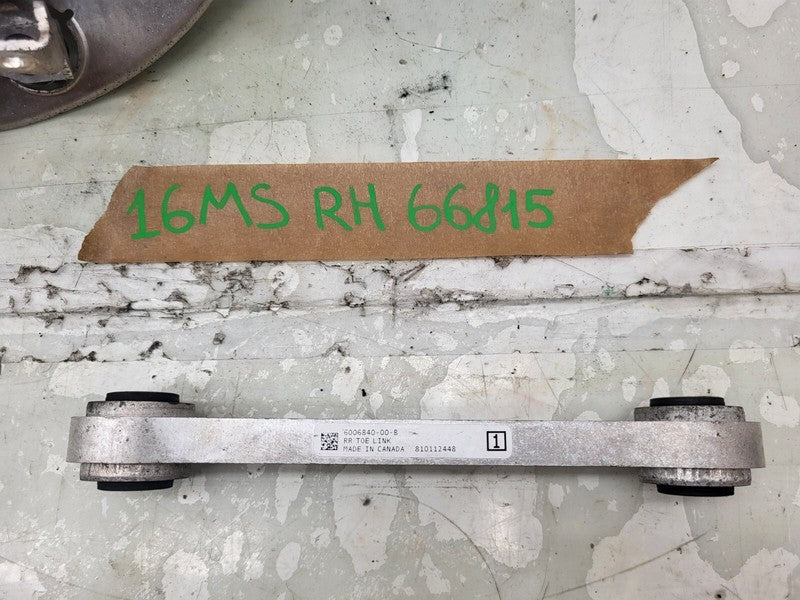 16MS RH 66815
6006840-00-B
RR TOE LINK
MADE IN CANADA 810112448
1